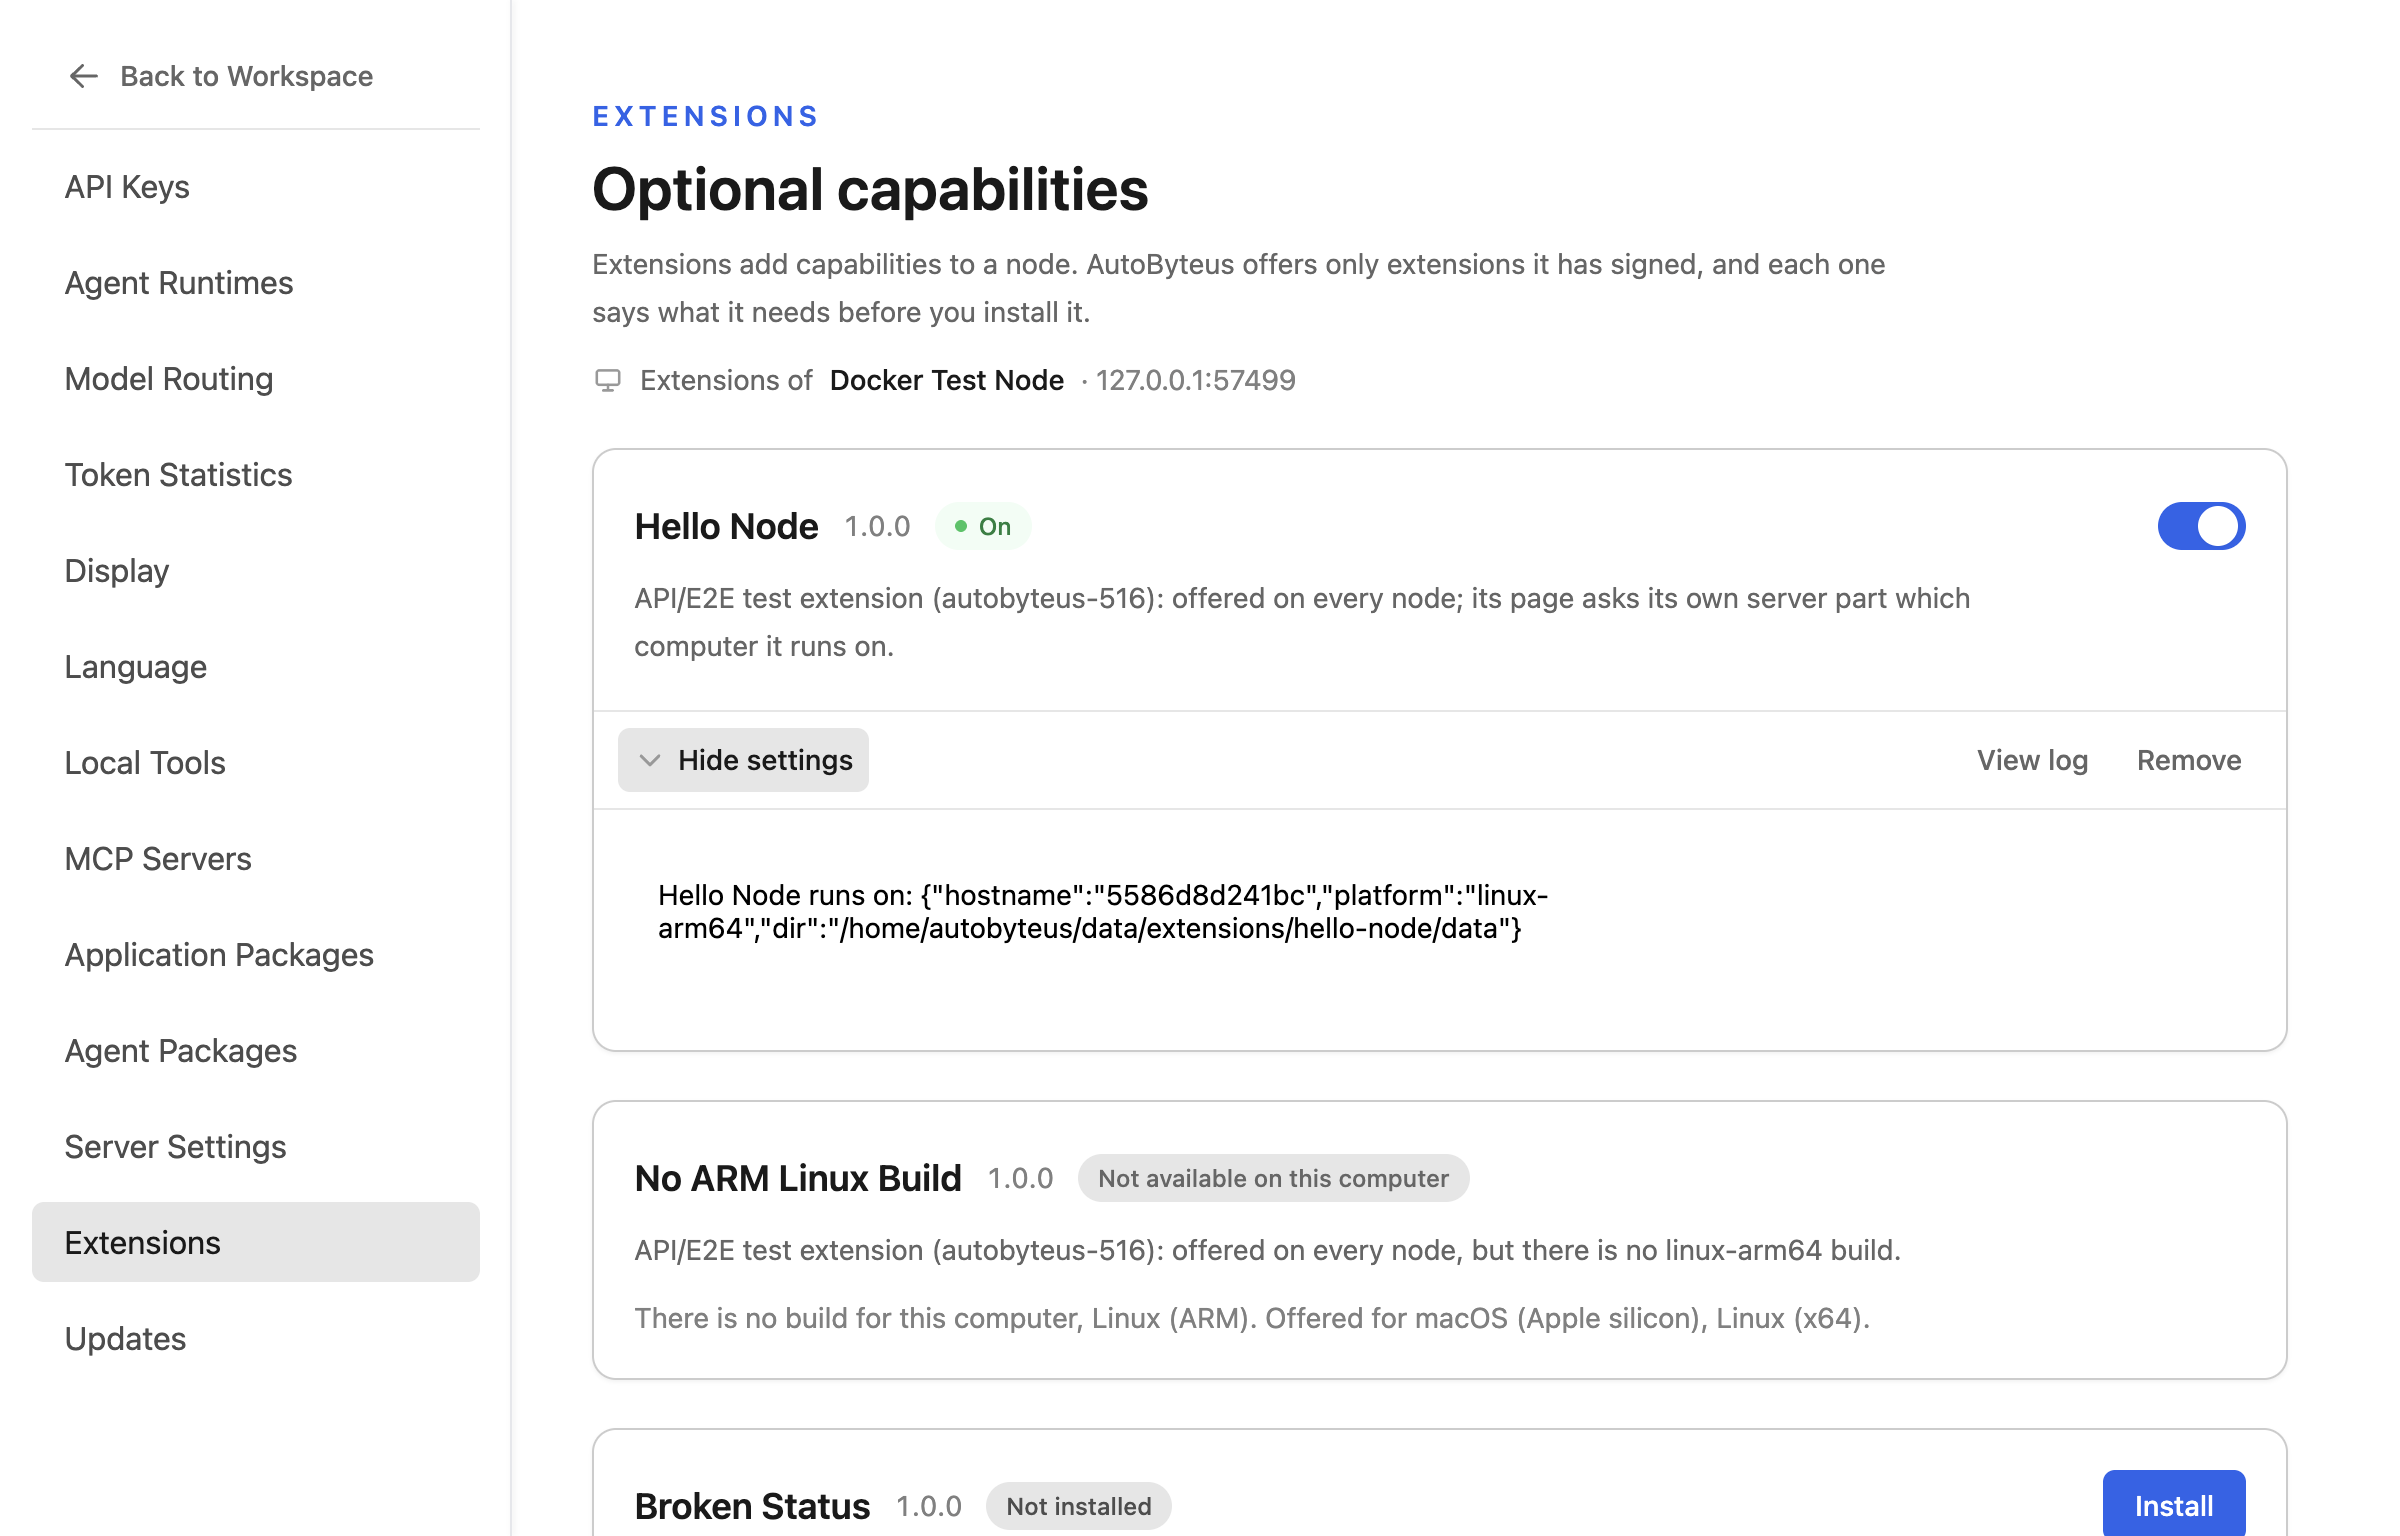 Back to Workspace
API Keys
Agent Runtimes
Model Routing
Token Statistics
Display
Language
Local Tools
MCP Servers
Application Packages
Agent Packages
Server Settings
Extensions
Updates
EXTENSIONS
Optional capabilities
Extensions add capabilities to a node. AutoByteus offers only extensions it has signed, and each one
says what it needs before you install it.
Extensions of Docker Test Node · 127.0.0.1:57499
Hello Node 1.0.0 On
API/E2E test extension (autobyteus-516): offered on every node; its page asks its own server part which
computer it runs on.
Hide settings View log Remove
Hello Node runs on: {"hostname":"5586d8d241bc","platform":"linux-
arm64","dir":"/home/autobyteus/data/extensions/hello-node/data"}
No ARM Linux Build 1.0.0 Not available on this computer
API/E2E test extension (autobyteus-516): offered on every node, but there is no linux-arm64 build.
There is no build for this computer, Linux (ARM). Offered for macOS (Apple silicon), Linux (x64).
Broken Status 1.0.0 Not installed Install